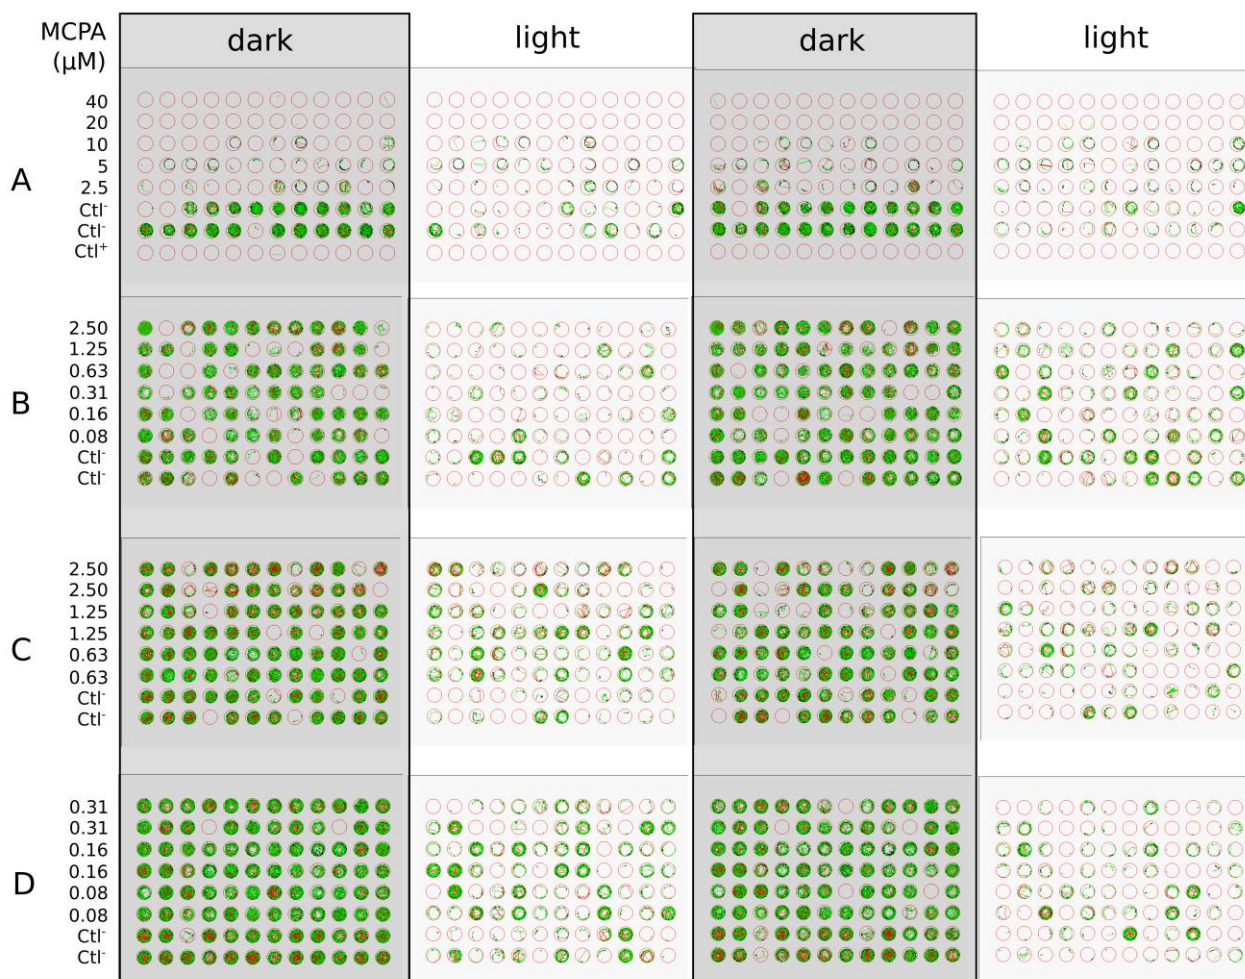 MCPA
(µM)
dark
light
dark
light
A
40
20
10
5
2.5
Ctl⁻
Ctl⁻
Ctl⁺
B
2.50
1.25
0.63
0.31
0.16
0.08
Ctl⁻
Ctl⁻
C
2.50
2.50
1.25
1.25
0.63
0.63
Ctl⁻
Ctl⁻
D
0.31
0.31
0.16
0.16
0.08
0.08
Ctl⁻
Ctl⁻